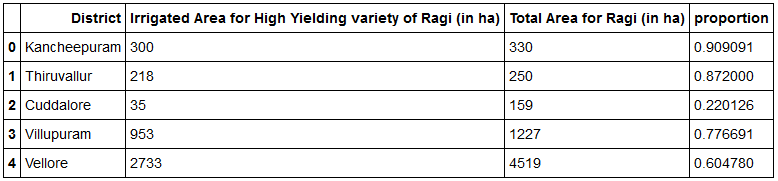 District Irrigated Area for High Yielding variety of Ragi (in ha) Total Area for Ragi (in ha) proportion
0 Kancheepuram 300 330 0.909091
1 Thiruvallur 218 250 0.872000
2 Cuddalore 35 159 0.220126
3 Villupuram 953 1227 0.776691
4 Vellore 2733 4519 0.604780